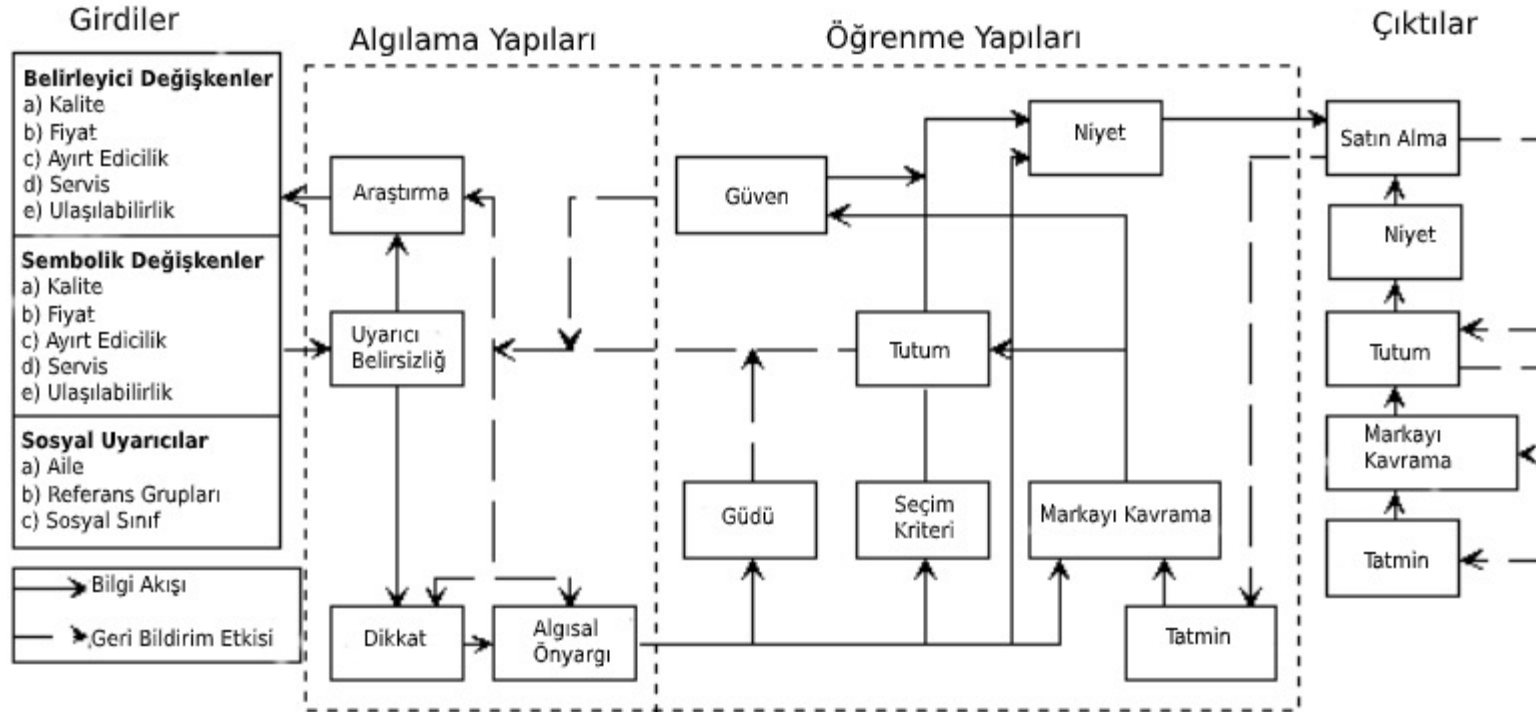 Girdiler
Belirleyici Değişkenler
a) Kalite
b) Fiyat
c) Ayırt Edicilik
d) Servis
e) Ulaşılabilirlik
Sembolik Değişkenler
a) Kalite
b) Fiyat
c) Ayırt Edicilik
d) Servis
e) Ulaşılabilirlik
Sosyal Uyarıcılar
a) Aile
b) Referans Grupları
c) Sosyal Sınıf
Bilgi Akışı
Geri Bildirim Etkisi
Algılama Yapıları
Araştırma
Uyarıcı
Belirsizliğ
Dikkat
Algısal
Önyargı
Öğrenme Yapıları
Niyet
Güven
Tutum
Güdü
Seçim
Kriteri
Markayı Kavrama
Tatmin
Çıktılar
Satın Alma
Niyet
Tutum
Markayı
Kavrama
Tatmin